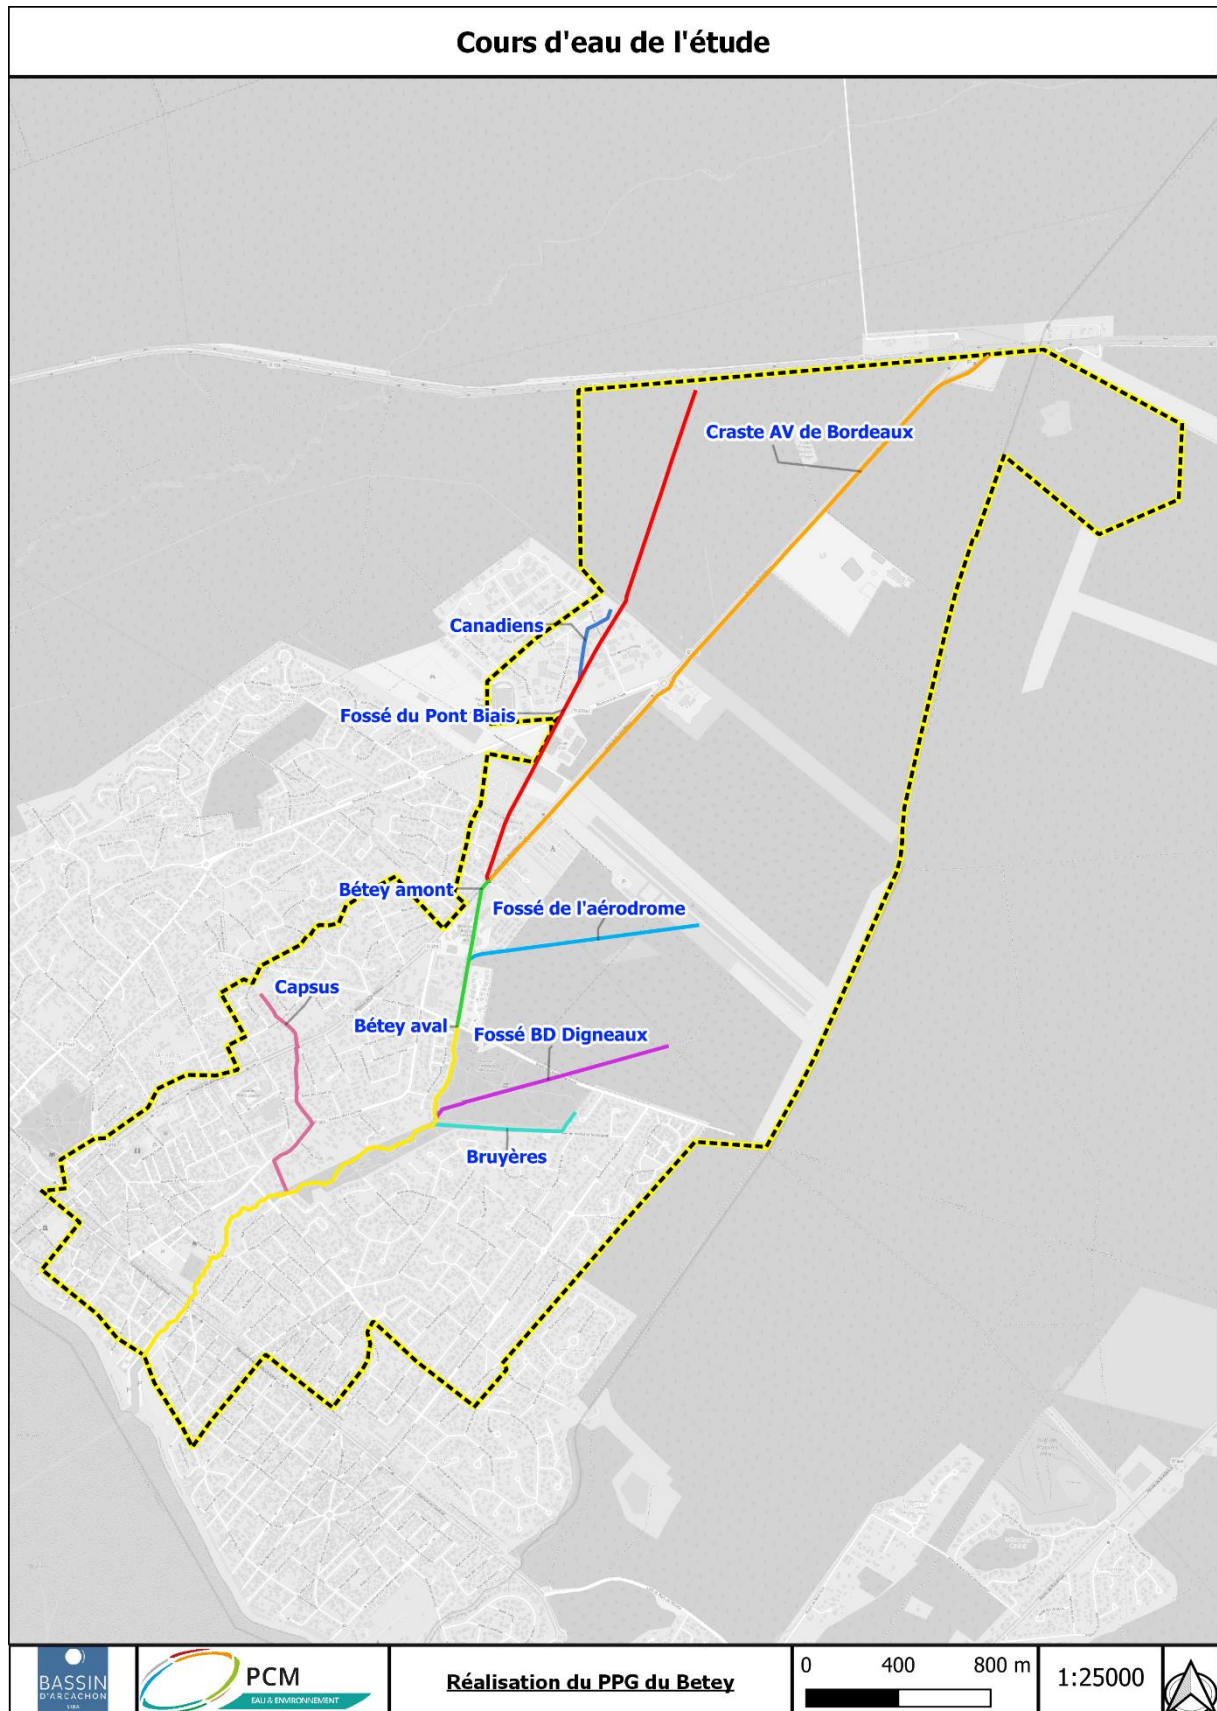 Cours d'eau de l'étude
Craste AV de Bordeaux
Canadiens
Fossé du Pont Biais
Bétey amont
Fossé de l'aérodrome
Capsus
Bétey aval
Fossé BD Digneaux
Bruyères
BASSIN
D'ARCACHON
SIBA
PCM
EAU & ENVIRONNEMENT
Réalisation du PPG du Betey
0 400 800 m
1:25000